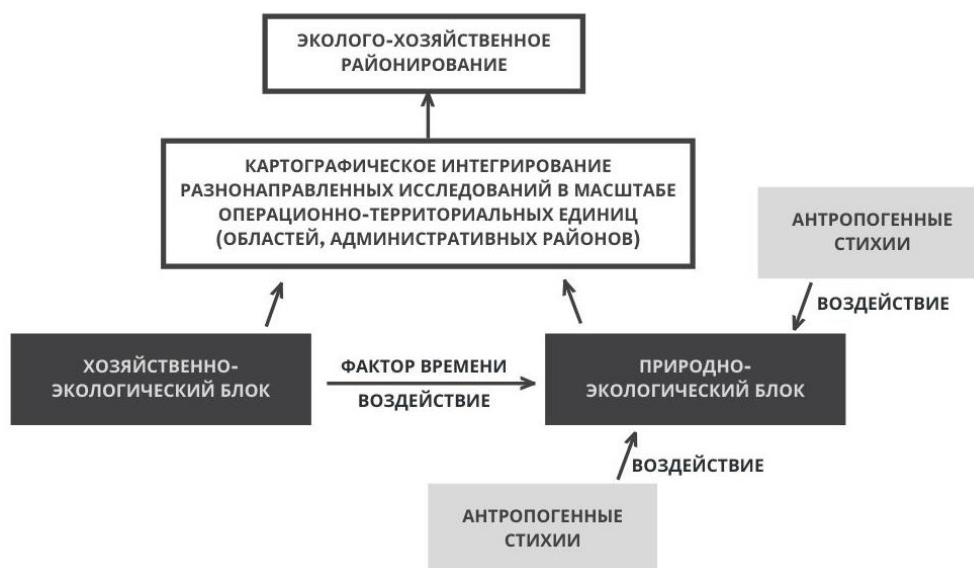 ЭКОЛОГО-ХОЗЯЙСТВЕННОЕ
РАЙОНИРОВАНИЕ
КАРТОГРАФИЧЕСКОЕ ИНТЕГРИРОВАНИЕ
РАЗНОНАПРАВЛЕННЫХ ИССЛЕДОВАНИЙ В МАСШТАБЕ
ОПЕРАЦИОННО-ТЕРРИТОРИАЛЬНЫХ ЕДИНИЦ
(ОБЛАСТЕЙ, АДМИНИСТРАТИВНЫХ РАЙОНОВ)
АНТРОПОГЕННЫЕ
СТИХИИ
ВОЗДЕЙСТВИЕ
ХОЗЯЙСТВЕННО-
ЭКОЛОГИЧЕСКИЙ БЛОК
ФАКТОР ВРЕМЕНИ
ВОЗДЕЙСТВИЕ
ПРИРОДНО-
ЭКОЛОГИЧЕСКИЙ БЛОК
ВОЗДЕЙСТВИЕ
АНТРОПОГЕННЫЕ
СТИХИИ